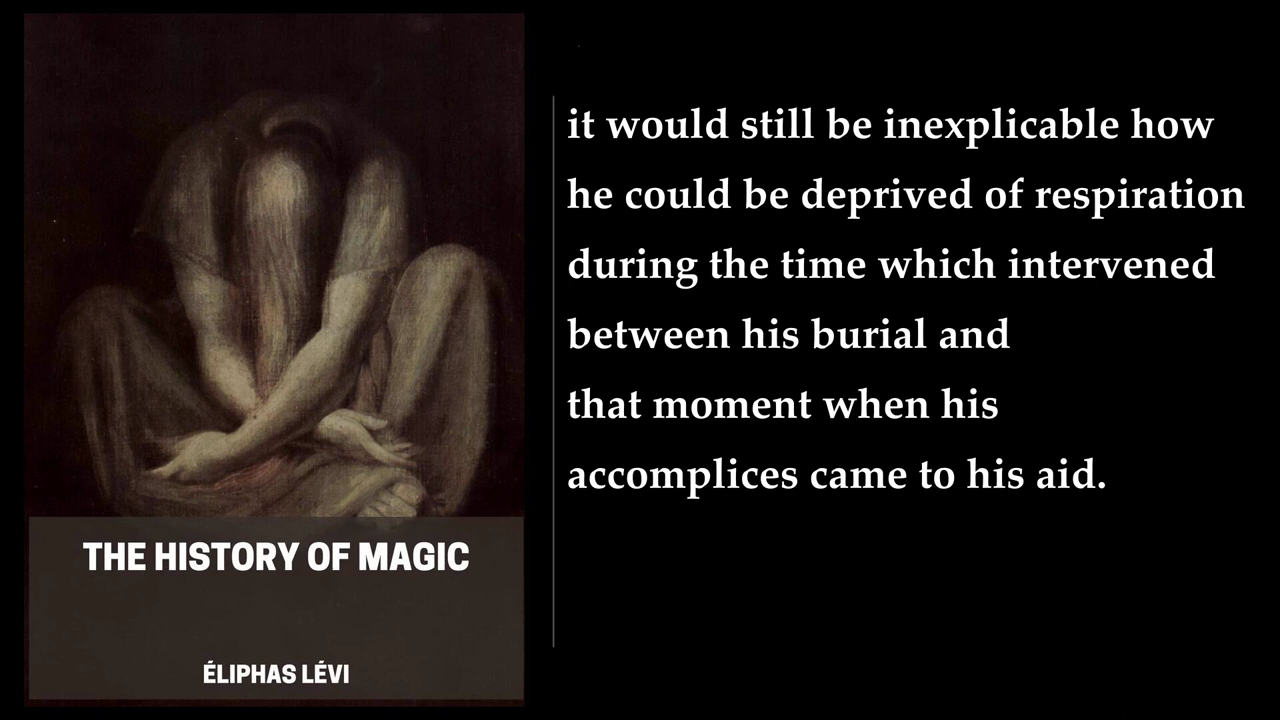 it would still be inexplicable how
he could be deprived of respiration
during the time which intervened
between his burial and
that moment when his
accomplices came to his aid.
THE HISTORY OF MAGIC
ÉLIPHAS LÉVI